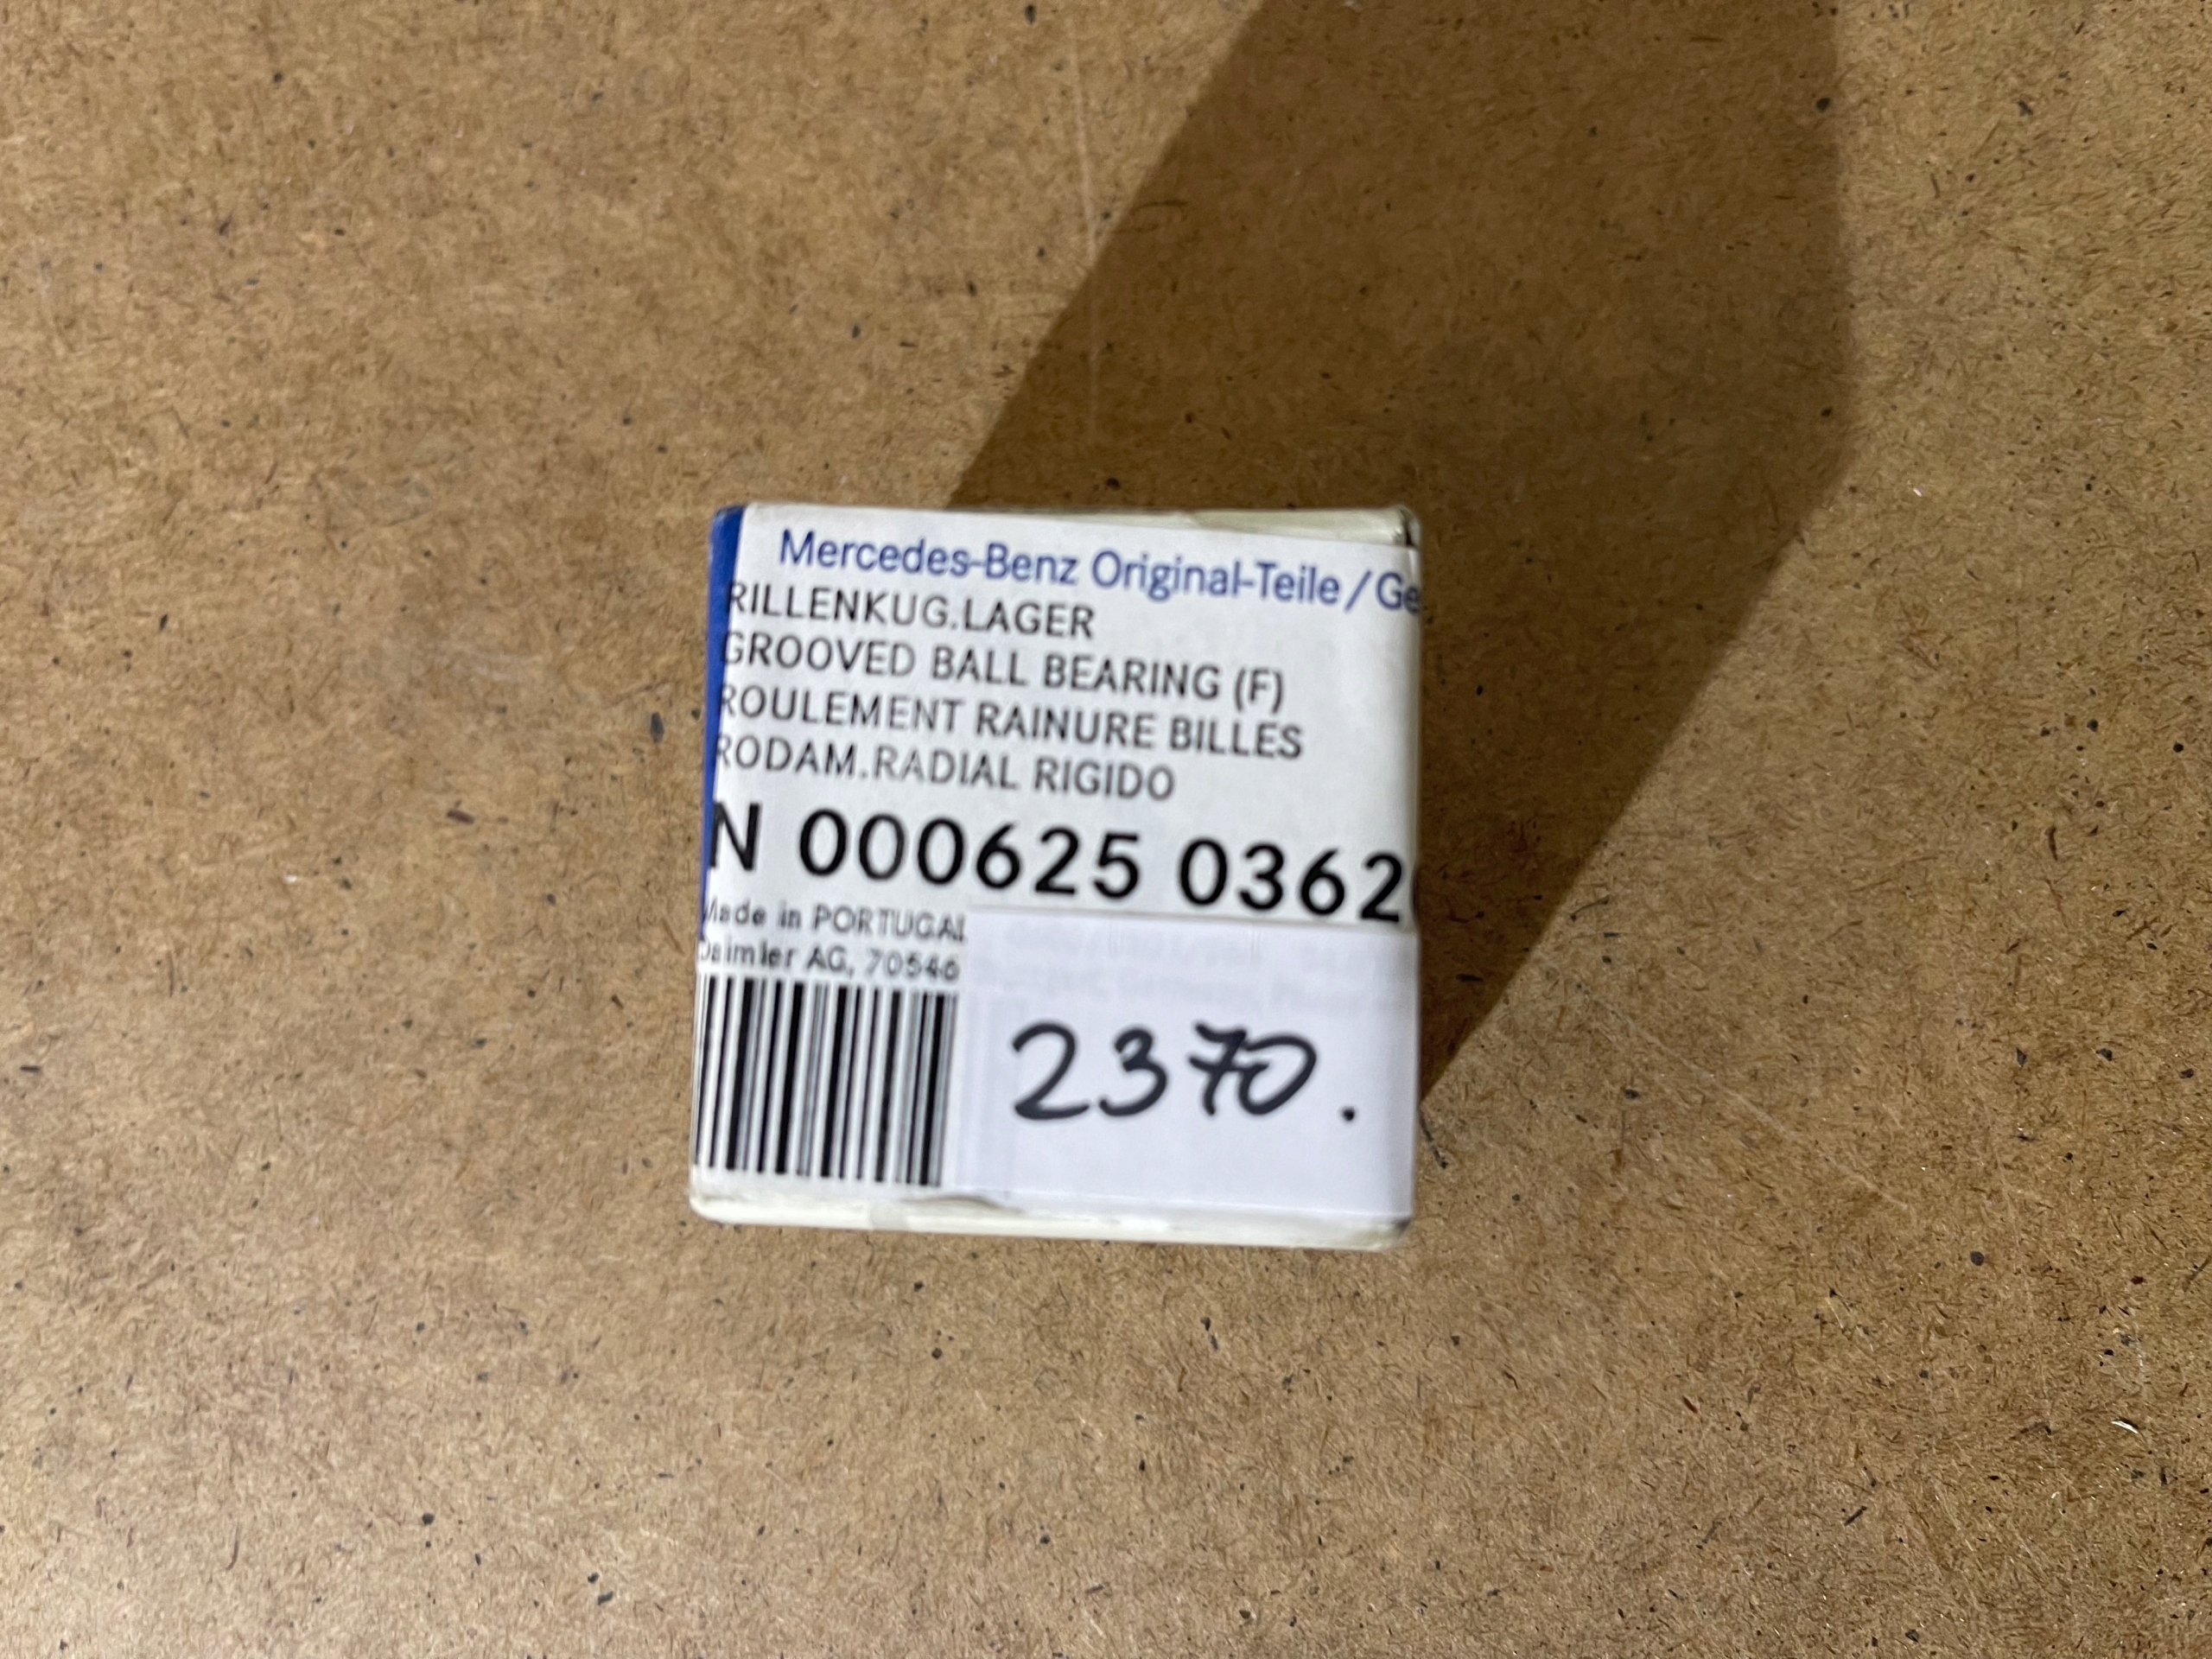 Mercedes-Benz Original-Teile / Ge
RILLENKUG.LAGER
GROOVED BALL BEARING (F)
ROULEMENT RAINURE BILLES
RODAM.RADIAL RIGIDO
N 000625 0362
Made in PORTUGAL
Daimler AG, 70546
2370.